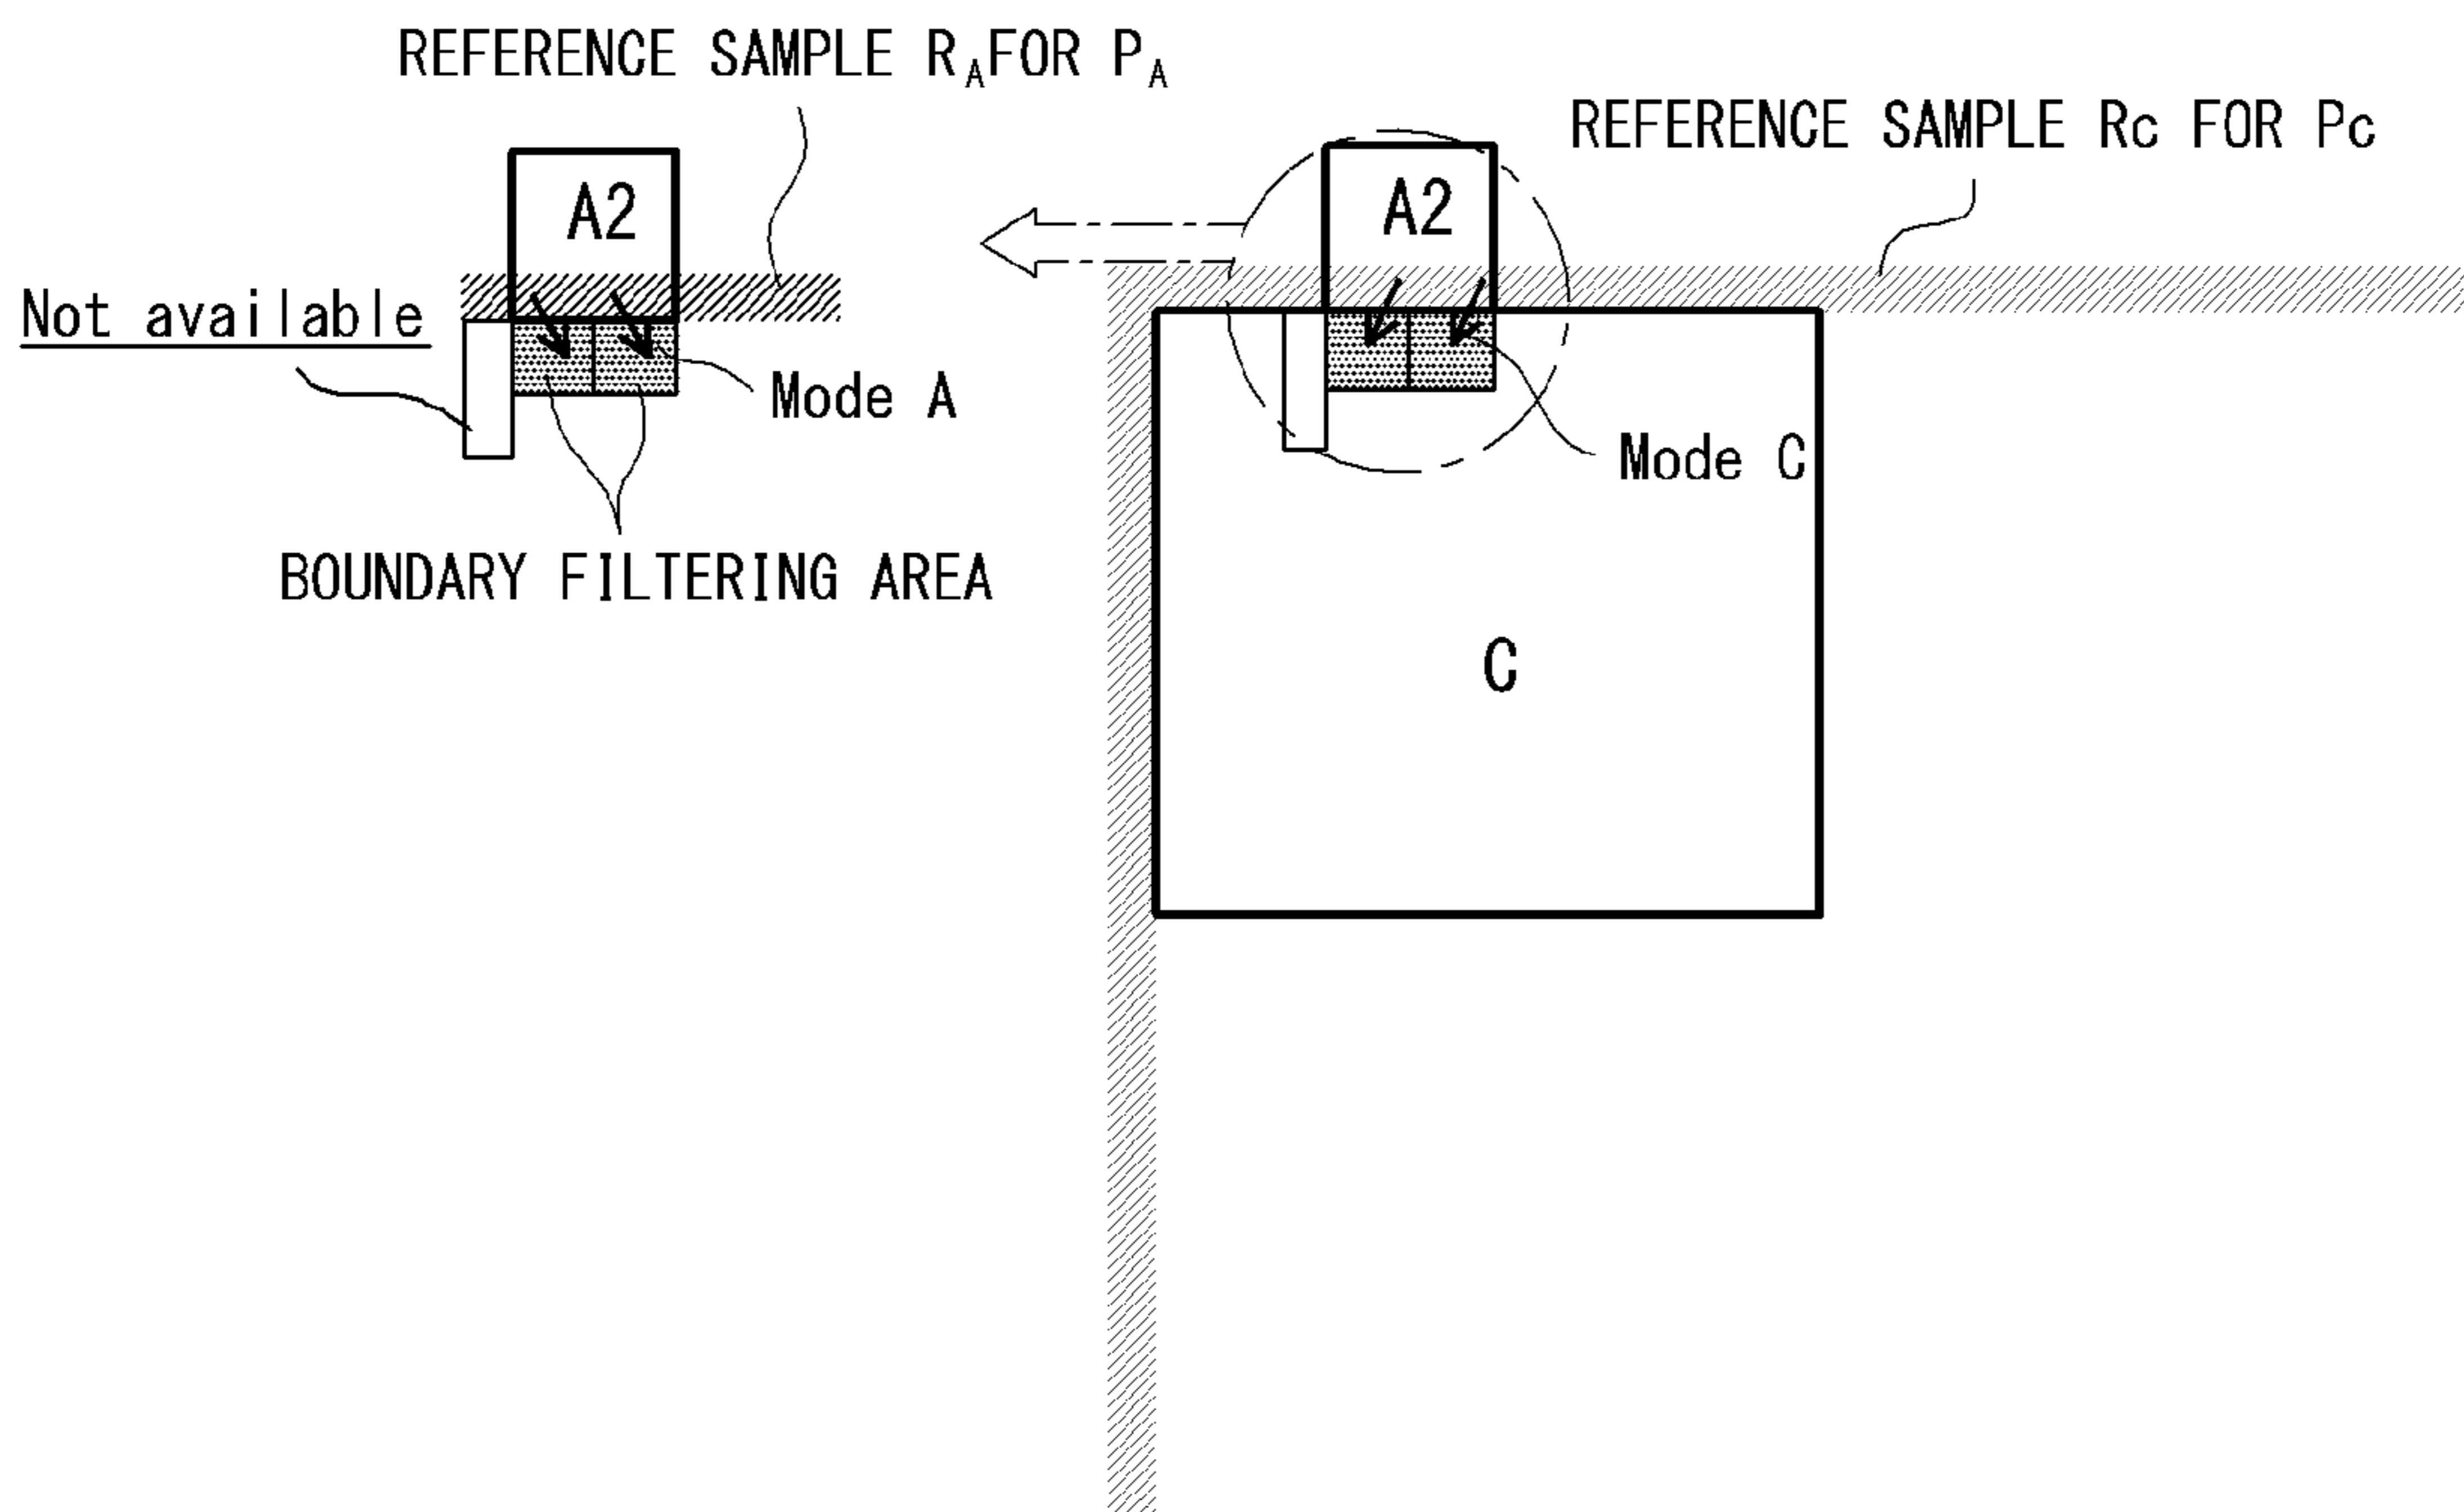 REFERENCE SAMPLE RAFOR PA
REFERENCE SAMPLE Rc FOR Pc
A2
A2
Not available
Mode A
Mode C
BOUNDARY FILTERING AREA
C